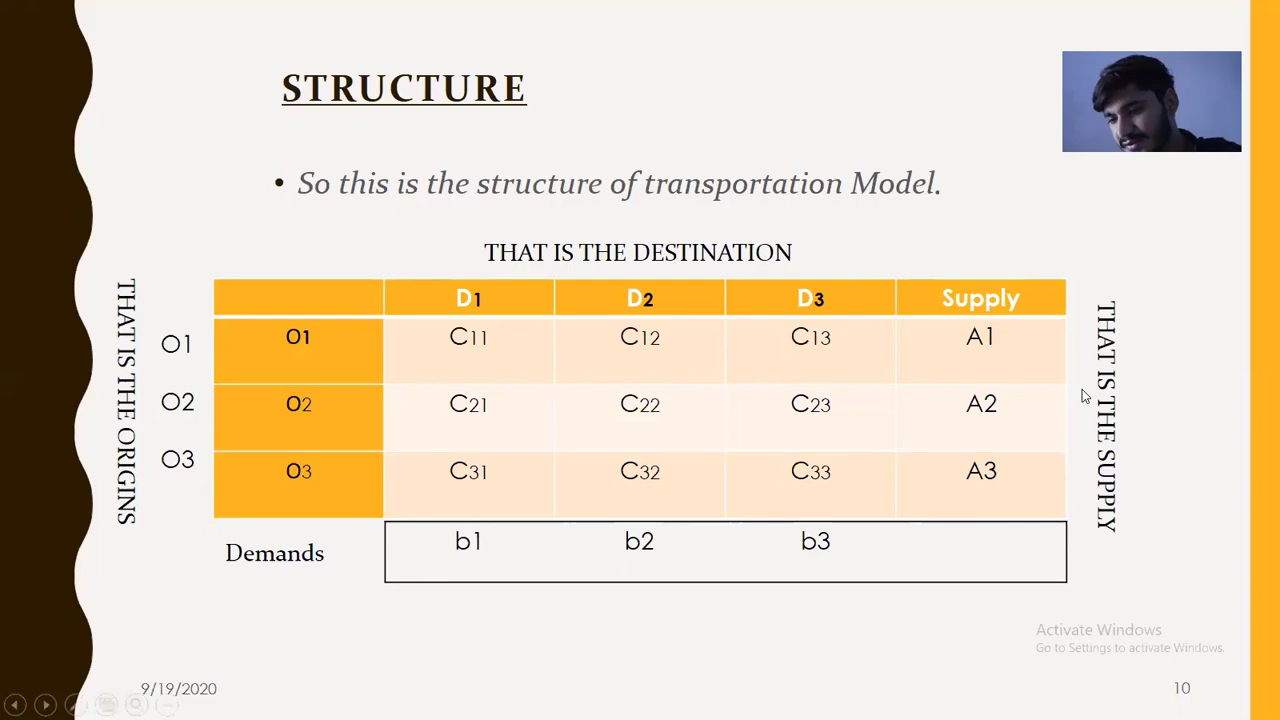 STRUCTURE
• So this is the structure of transportation Model.
THAT IS THE DESTINATION
THAT IS THE ORIGINS
O1
O2
O3
D1 D2 D3 Supply
O1 C11 C12 C13 A1
O2 C21 C22 C23 A2
O3 C31 C32 C33 A3
Demands b1 b2 b3
THAT IS THE SUPPLY
Activate Windows
Go to Settings to activate Windows.
9/19/2020
10